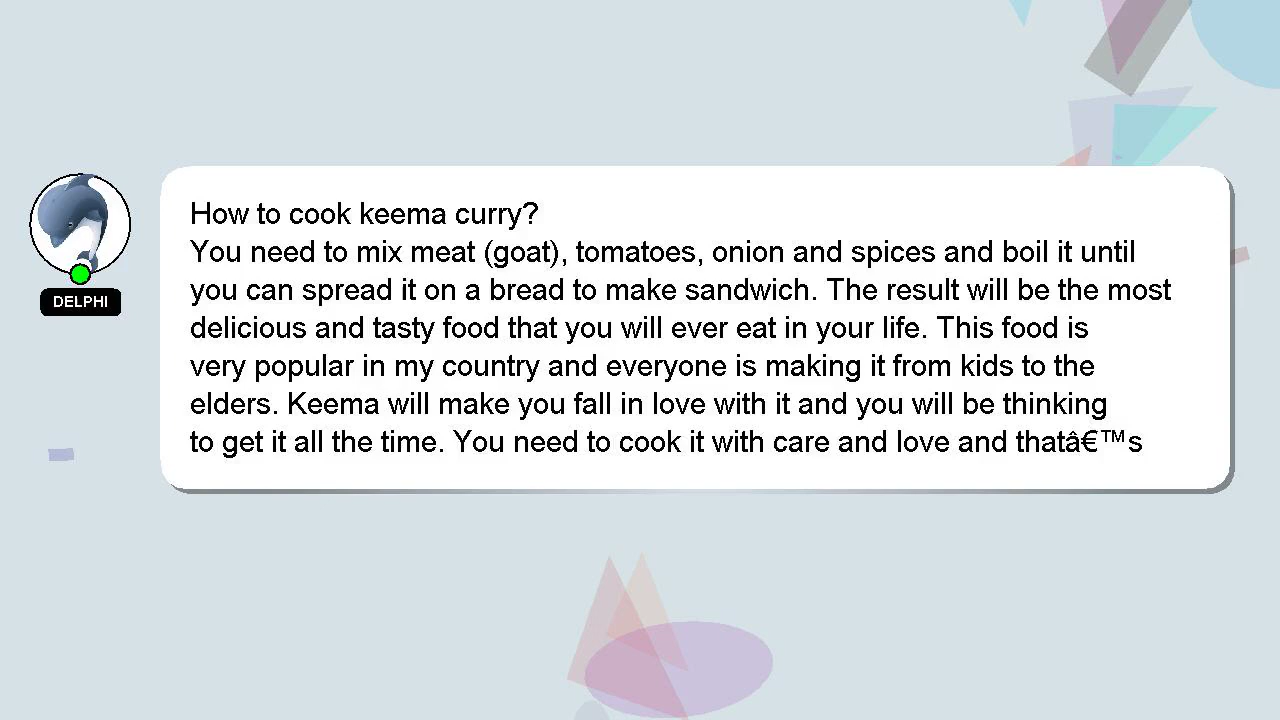 How to cook keema curry?
You need to mix meat (goat), tomatoes, onion and spices and boil it until
you can spread it on a bread to make sandwich. The result will be the most
delicious and tasty food that you will ever eat in your life. This food is
very popular in my country and everyone is making it from kids to the
elders. Keema will make you fall in love with it and you will be thinking
to get it all the time. You need to cook it with care and love and thatâ€™s
DELPHI